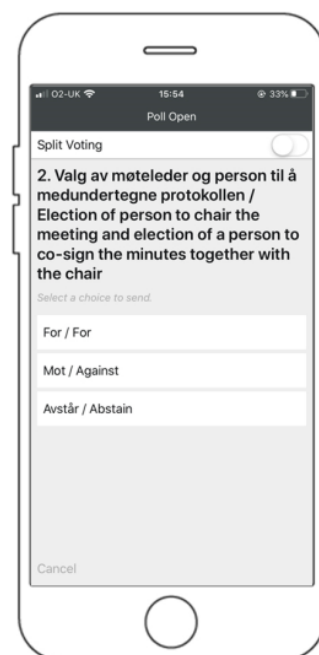 O2-UK 15:54 33%
Poll Open
Split Voting
2. Valg av møteleder og person til å
medundertegne protokollen /
Election of person to chair the
meeting and election of a person to
co-sign the minutes together with
the chair
Select a choice to send.
For / For
Mot / Against
Avstår / Abstain
Cancel